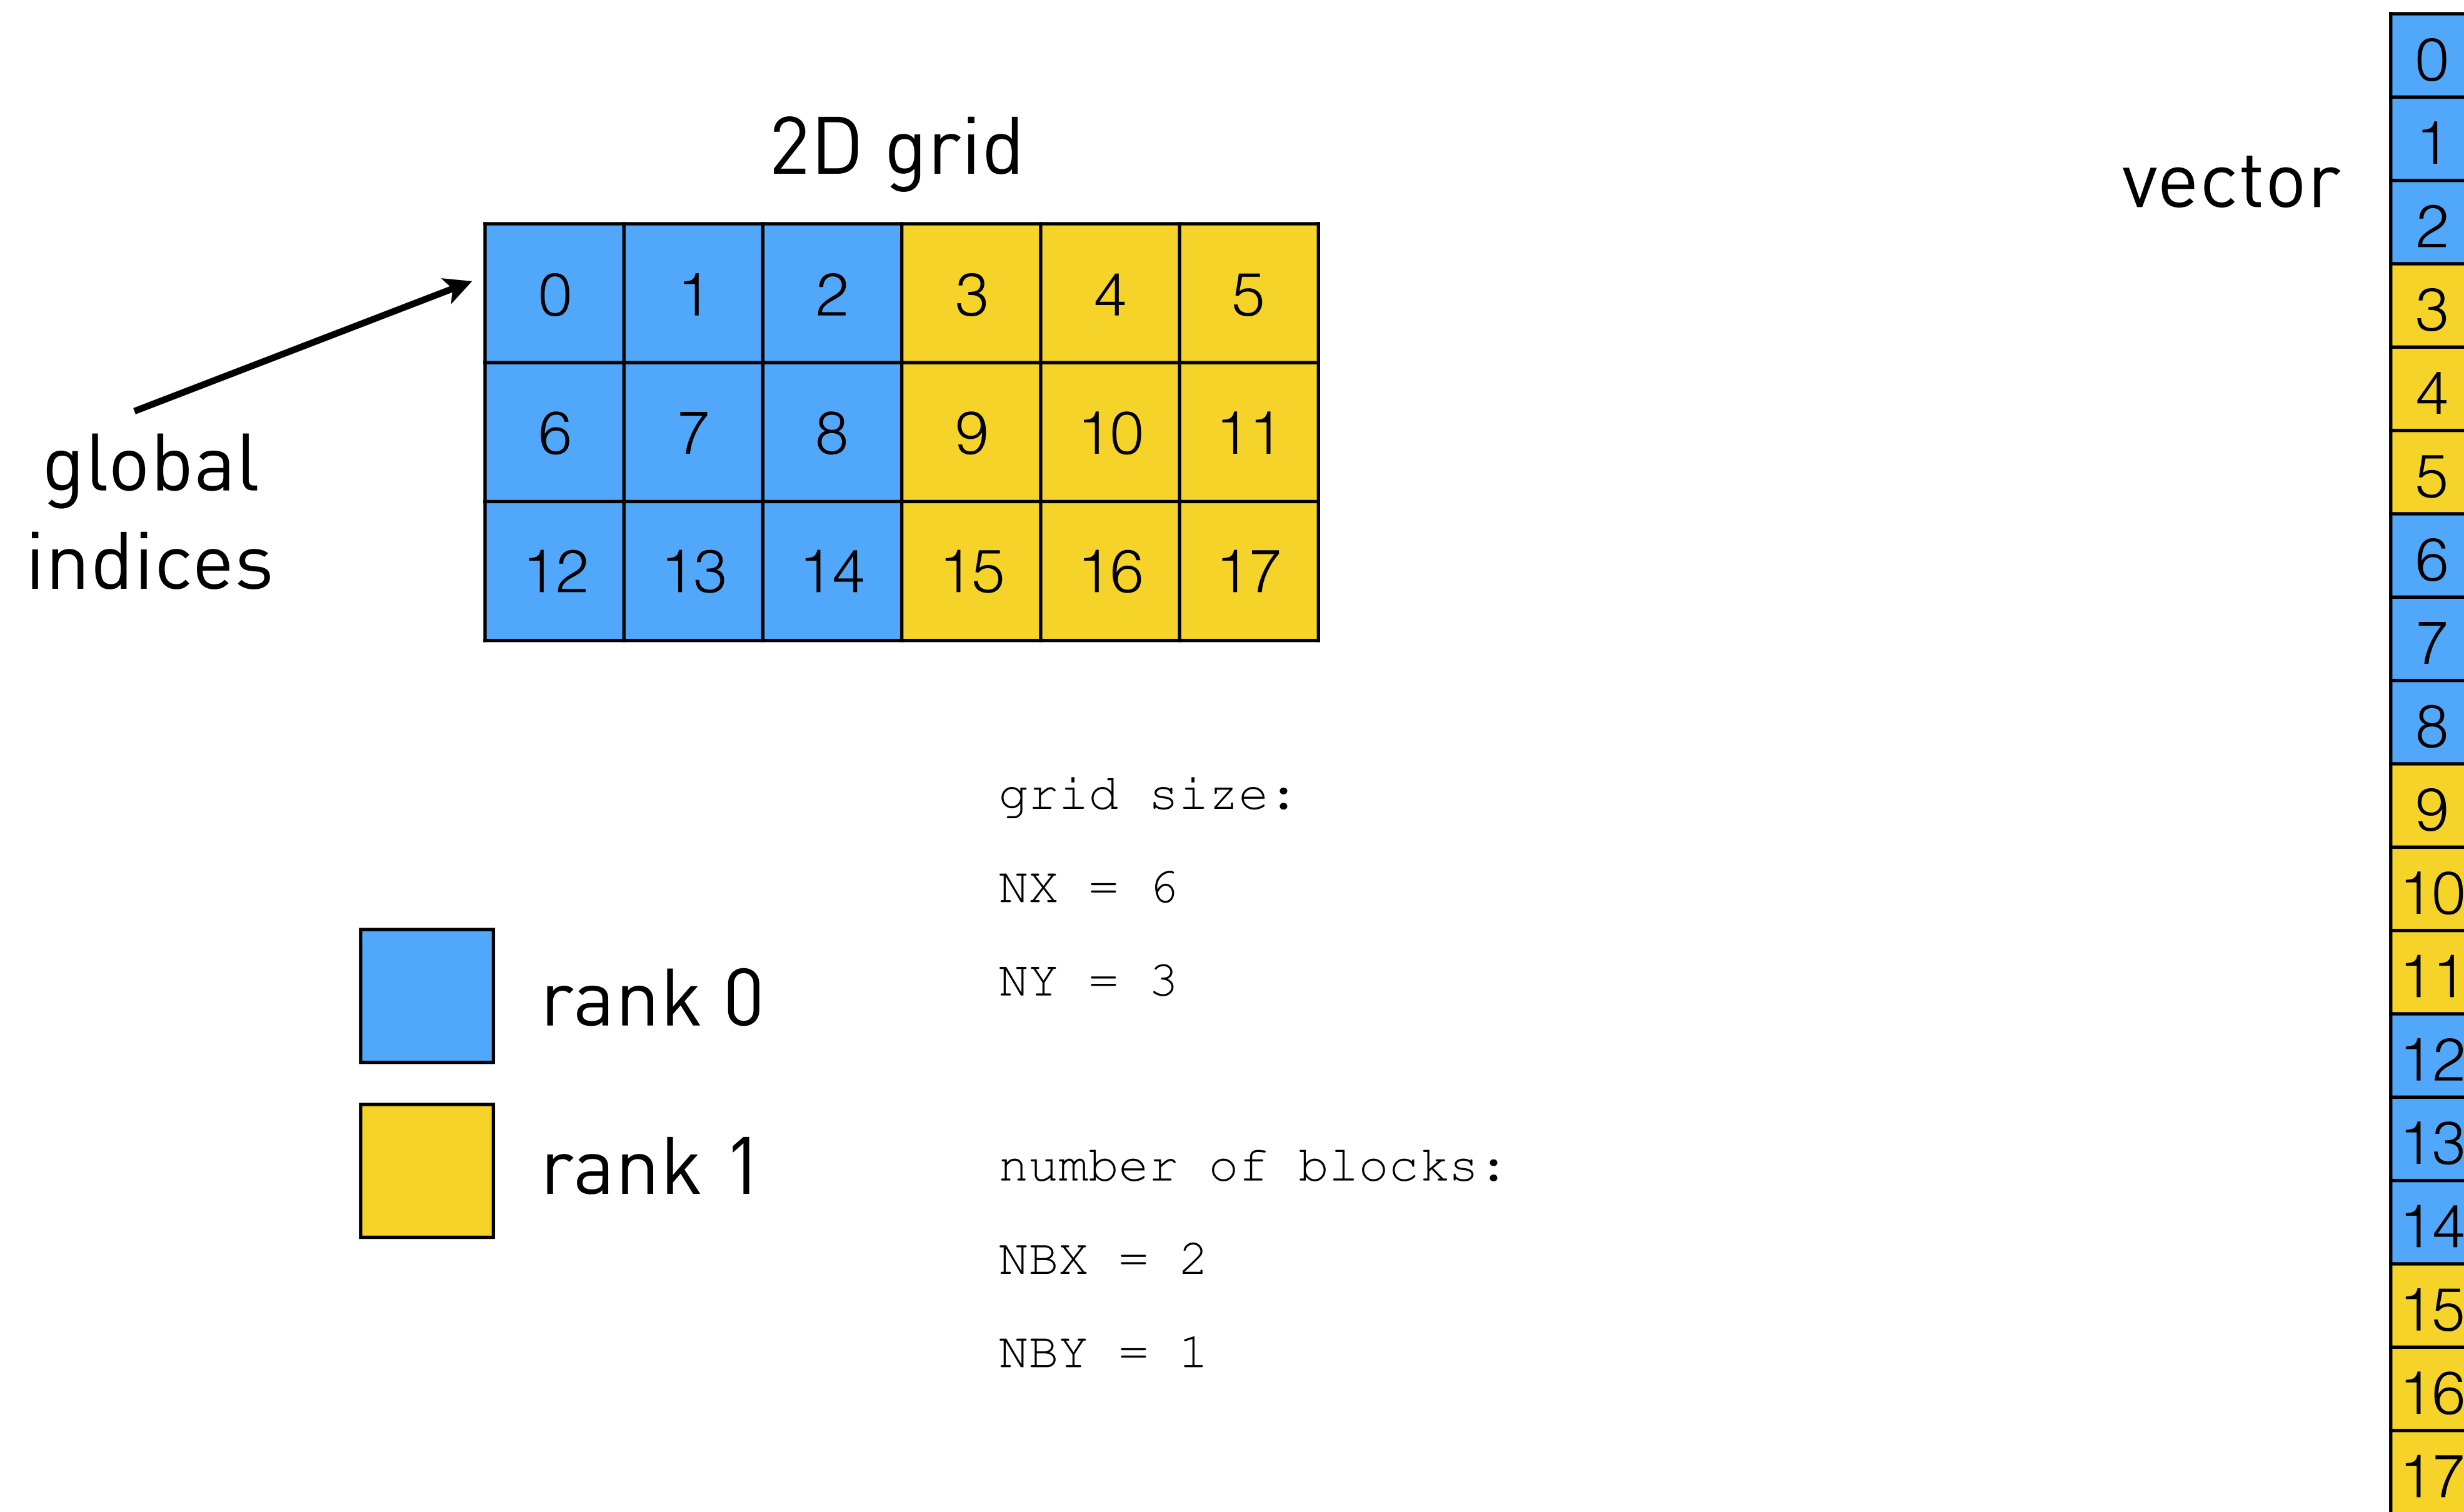 2D grid
0 1 2 3 4 5
6 7 8 9 10 11
12 13 14 15 16 17
global
indices
rank 0
rank 1
grid size:
NX = 6
NY = 3
number of blocks:
NBX = 2
NBY = 1
vector
0
1
2
3
4
5
6
7
8
9
10
11
12
13
14
15
16
17